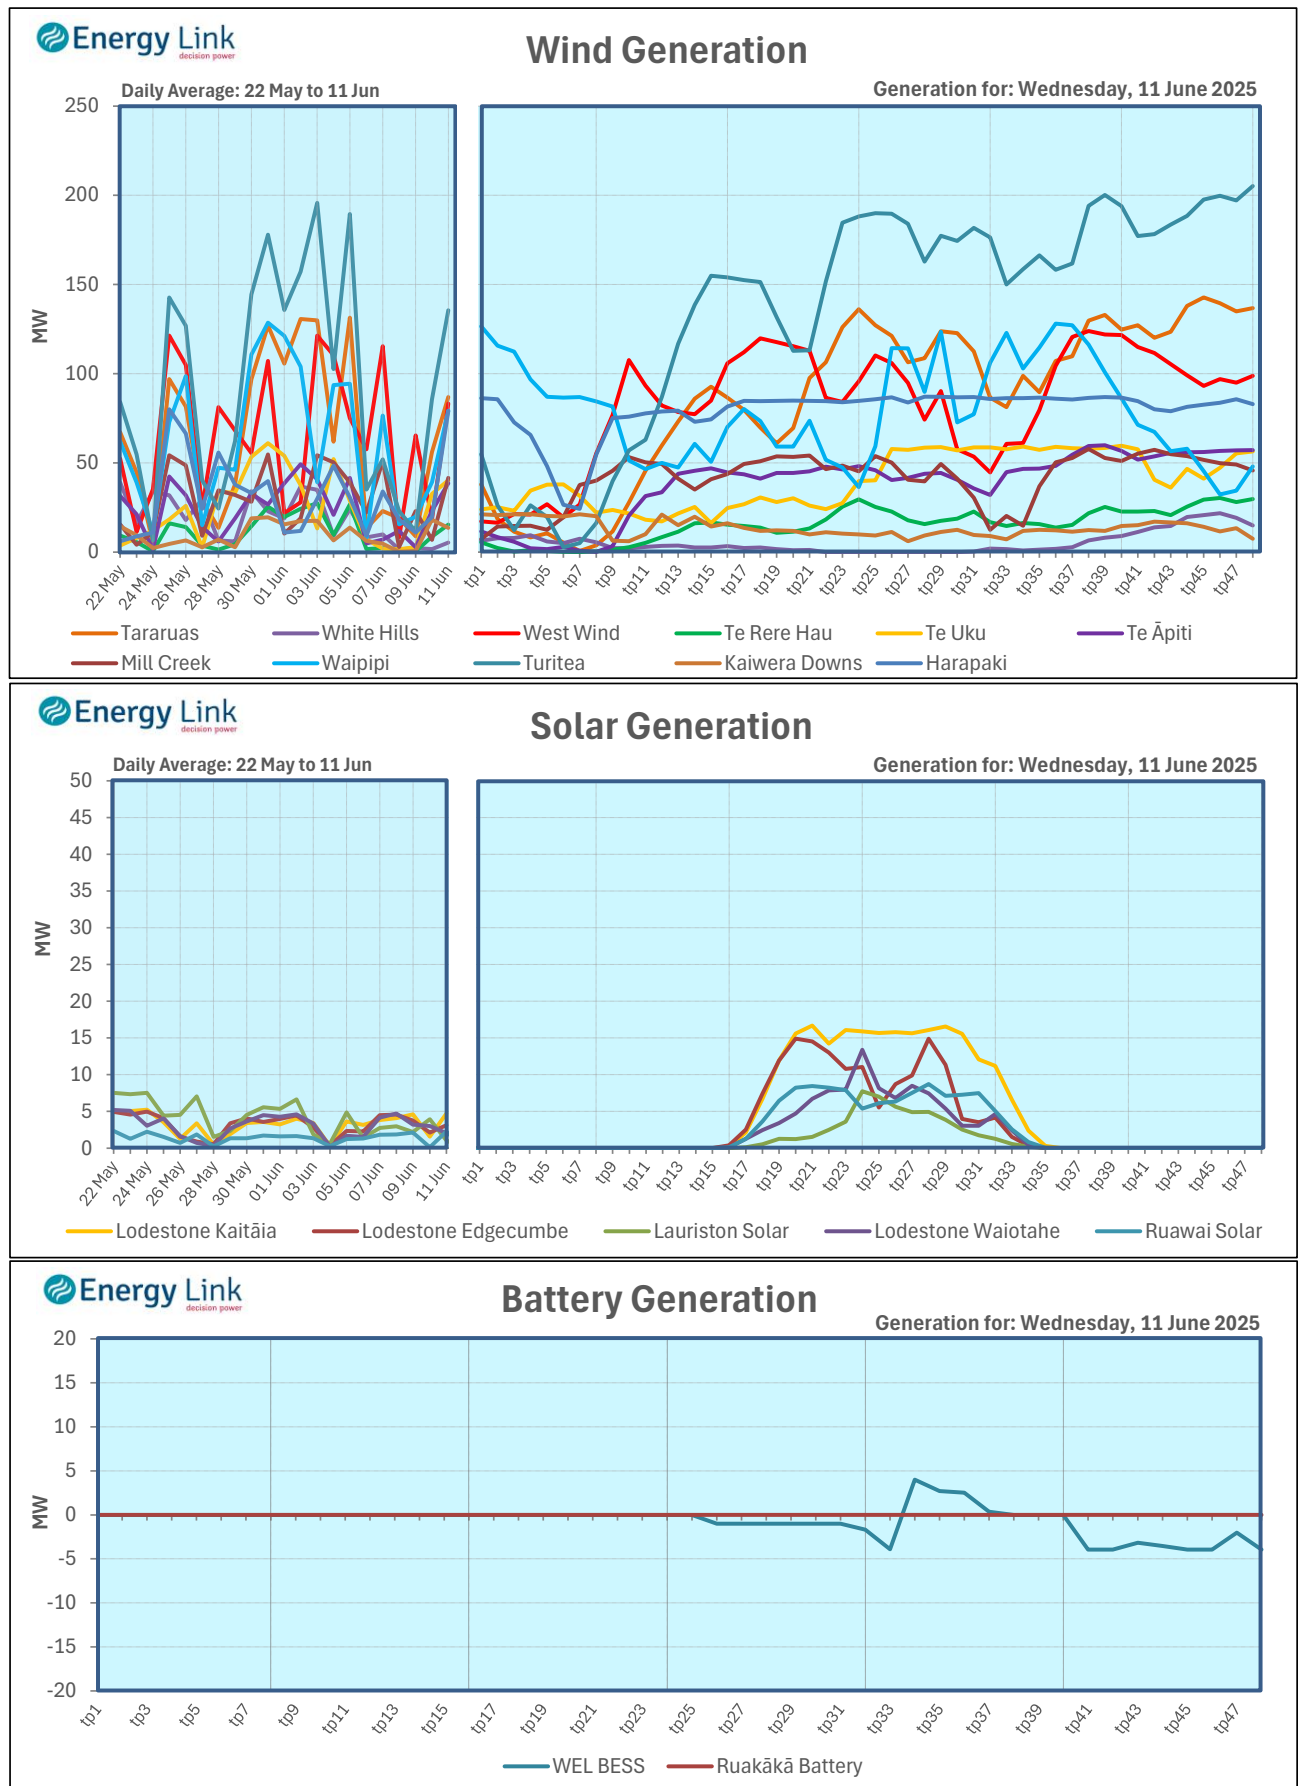 Energy Link
decision power
Wind Generation
Daily Average: 22 May to 11 Jun
Generation for: Wednesday, 11 June 2025
MW
250
200
150
100
50
0
22 May
24 May
26 May
28 May
30 May
01 Jun
03 Jun
05 Jun
07 Jun
09 Jun
11 Jun
tp1
tp3
tp5
tp7
tp9
tp11
tp13
tp15
tp17
tp19
tp21
tp23
tp25
tp27
tp29
tp31
tp33
tp35
tp37
tp39
tp41
tp43
tp45
tp47
Tararuas White Hills West Wind Te Rere Hau Te Uku Te Āpiti
Mill Creek Waipipi Turitea Kaiwera Downs Harapaki
Energy Link
decision power
Solar Generation
Daily Average: 22 May to 11 Jun
Generation for: Wednesday, 11 June 2025
MW
50
45
40
35
30
25
20
15
10
5
0
22 May
24 May
26 May
28 May
30 May
01 Jun
03 Jun
05 Jun
07 Jun
09 Jun
11 Jun
tp1
tp3
tp5
tp7
tp9
tp11
tp13
tp15
tp17
tp19
tp21
tp23
tp25
tp27
tp29
tp31
tp33
tp35
tp37
tp39
tp41
tp43
tp45
tp47
Lodestone Kaitāia Lodestone Edgecumbe Lauriston Solar Lodestone Waiotahe Ruawai Solar
Energy Link
decision power
Battery Generation
Generation for: Wednesday, 11 June 2025
MW
20
15
10
5
0
-5
-10
-15
-20
tp1
tp3
tp5
tp7
tp9
tp11
tp13
tp15
tp17
tp19
tp21
tp23
tp25
tp27
tp29
tp31
tp33
tp35
tp37
tp39
tp41
tp43
tp45
tp47
WEL BESS Ruakākā Battery